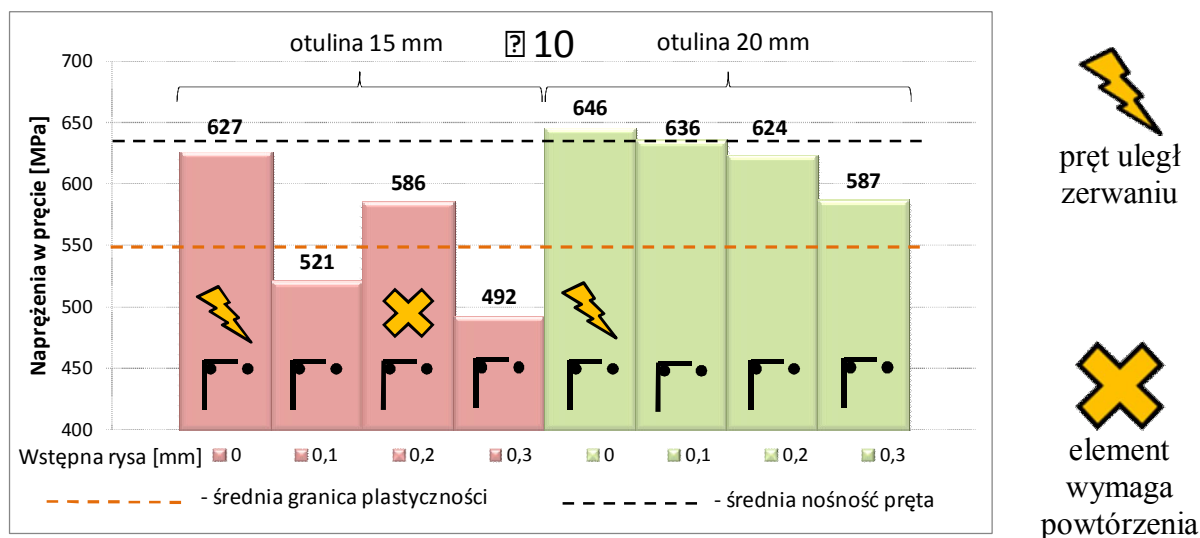 otulina 15 mm
⍰ 10
otulina 20 mm
Naprężenia w pręcie [MPa]
700
650
600
550
500
450
400
627
521
586
492
646
636
624
587
Wstępna rysa [mm] 0 0,1 0,2 0,3 0 0,1 0,2 0,3
- średnia granica plastyczności
- średnia nośność pręta
pręt uległ
zerwaniu
element
wymaga
powtórzenia